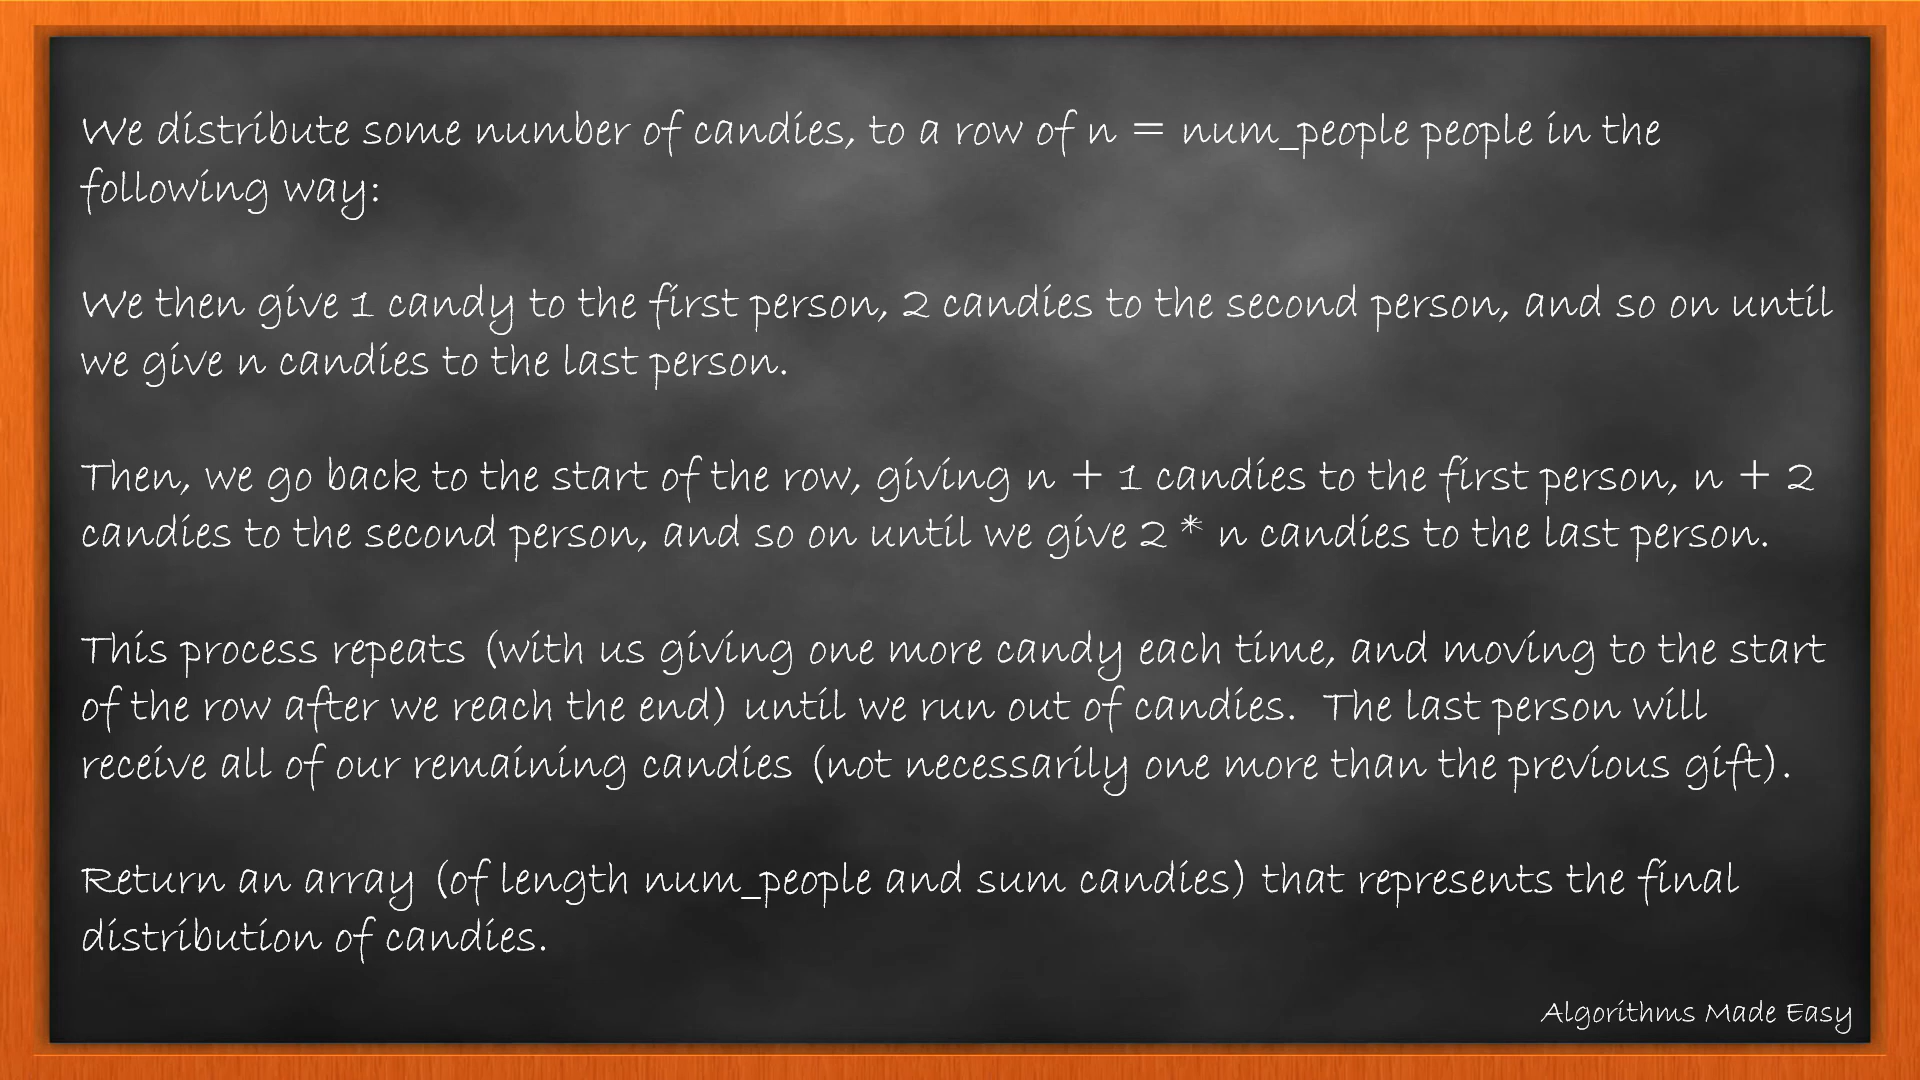 We distribute some number of candies, to a row of n = num_people people in the
following way:
We then give 1 candy to the first person, 2 candies to the second person, and so on until
we give n candies to the last person.
Then, we go back to the start of the row, giving n + 1 candies to the first person, n + 2
candies to the second person, and so on until we give 2 * n candies to the last person.
This process repeats (with us giving one more candy each time, and moving to the start
of the row after we reach the end) until we run out of candies.  The last person will
receive all of our remaining candies (not necessarily one more than the previous gift).
Return an array (of length num_people and sum candies) that represents the final
distribution of candies.
Algorithms Made Easy